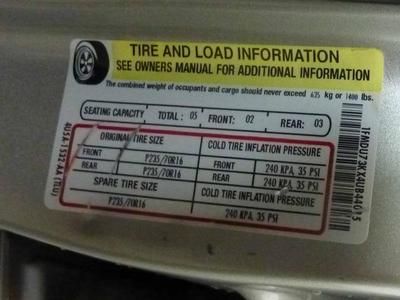 TIRE AND LOAD INFORMATION
SEE OWNERS MANUAL FOR ADDITIONAL INFORMATION
The combined weight of occupants and cargo should never exceed 635 kg or 1400 lbs.
SEATING CAPACITY TOTAL : 05 FRONT: 02 REAR: 03
ORIGINAL TIRE SIZE COLD TIRE INFLATION PRESSURE
FRONT P235/70R16 FRONT 240 KPA, 35 PSI
REAR P235/70R16 REAR 240 KPA, 35 PSI
SPARE TIRE SIZE COLD TIRE INFLATION PRESSURE
P235/70R16 240 KPA, 35 PSI